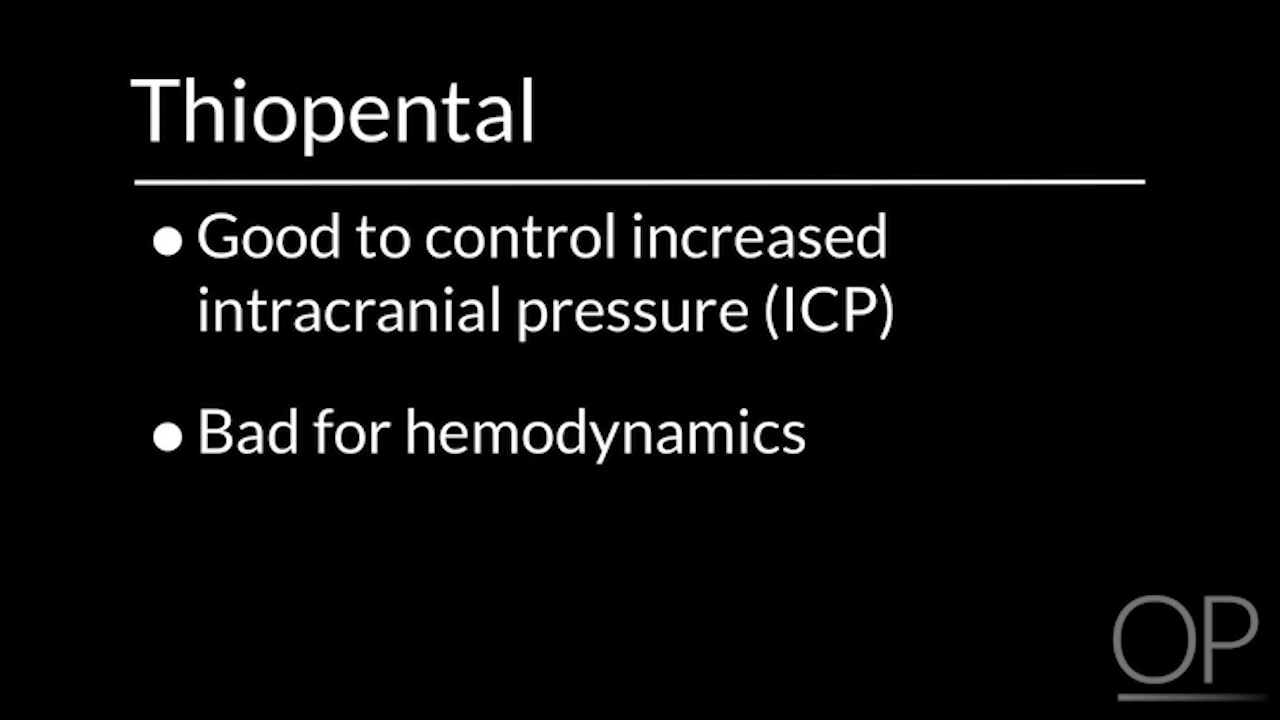 Thiopental
● Good to control increased
intracranial pressure (ICP)
● Bad for hemodynamics
OP